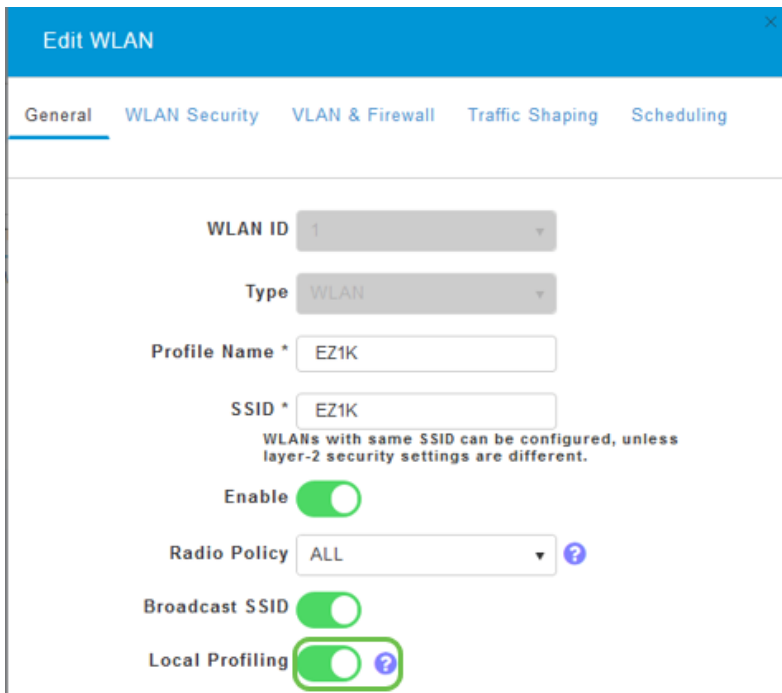 Edit WLAN
General WLAN Security VLAN & Firewall Traffic Shaping Scheduling
WLAN ID 1
Type WLAN
Profile Name * EZ1K
SSID * EZ1K
WLANs with same SSID can be configured, unless
layer-2 security settings are different.
Enable
Radio Policy ALL ?
Broadcast SSID
Local Profiling ?